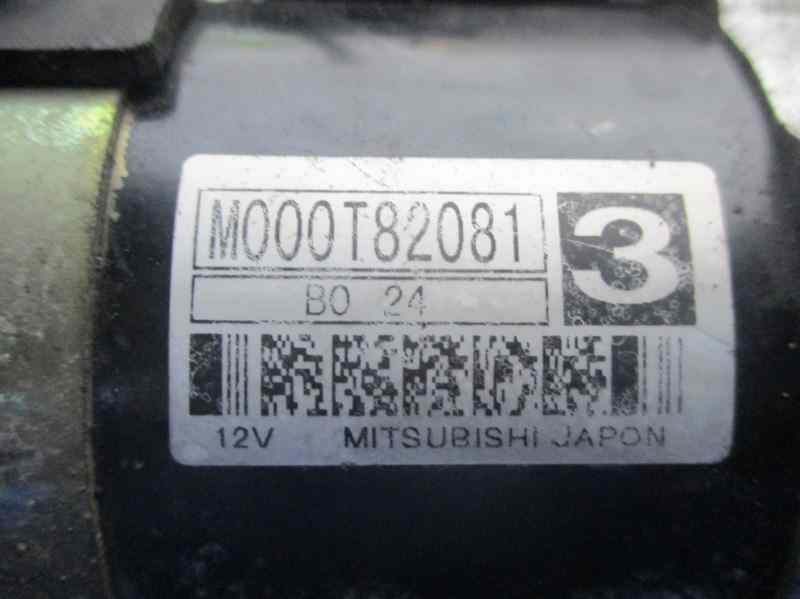 M000T82081
3
B0 24
12V MITSUBISHI JAPON